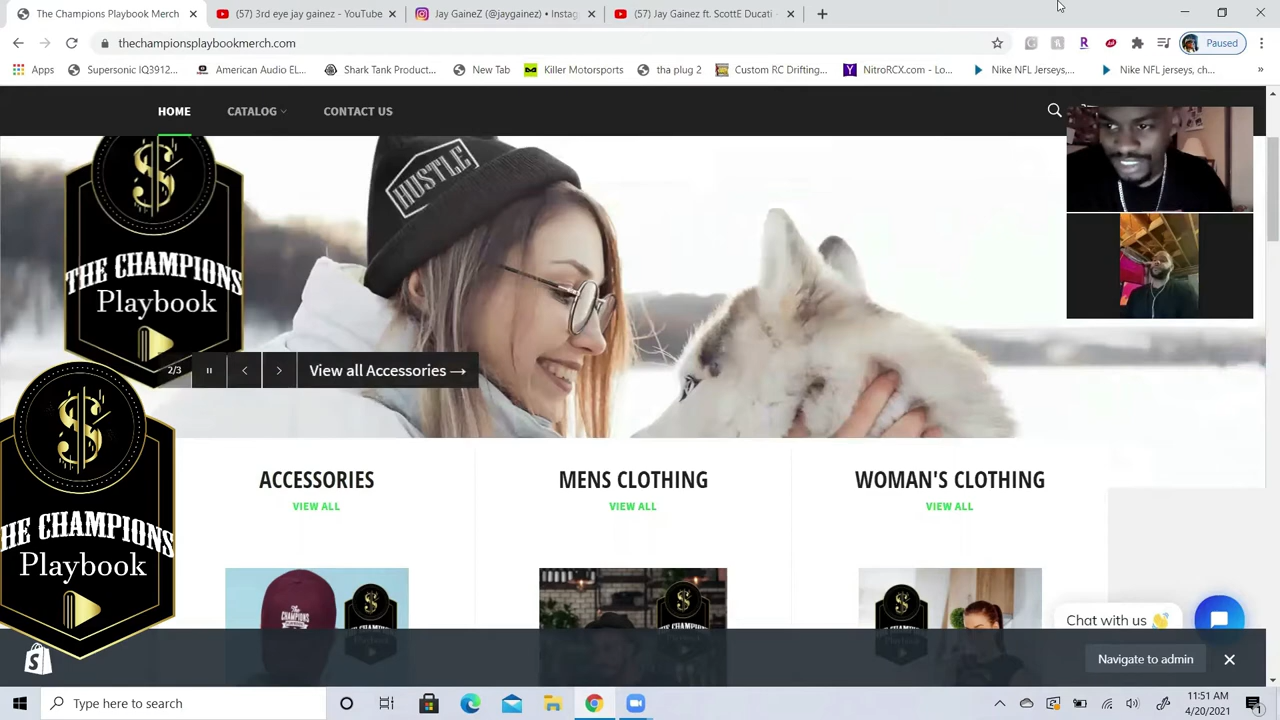 The Champions Playbook Merch
(57) 3rd eye jay gainez - YouTube
Jay GaineZ (@jaygainez) • Instag
(57) Jay Gainez ft. ScottE Ducati -
thechampionsplaybookmerch.com
Paused
Apps
Supersonic IQ3912...
American Audio EL...
Shark Tank Product...
New Tab
Killer Motorsports
tha plug 2
Custom RC Drifting...
NitroRCX.com - Lo...
Nike NFL Jerseys,...
Nike NFL jerseys, ch...
HOME
CATALOG
CONTACT US
HUSTLE
$
THE CHAMPIONS
Playbook
2/3
View all Accessories →
$
HE CHAMPIONS
Playbook
ACCESSORIES
MENS CLOTHING
WOMAN'S CLOTHING
VIEW ALL
VIEW ALL
VIEW ALL
Chat with us 👋
Navigate to admin
Type here to search
11:51 AM
4/20/2021